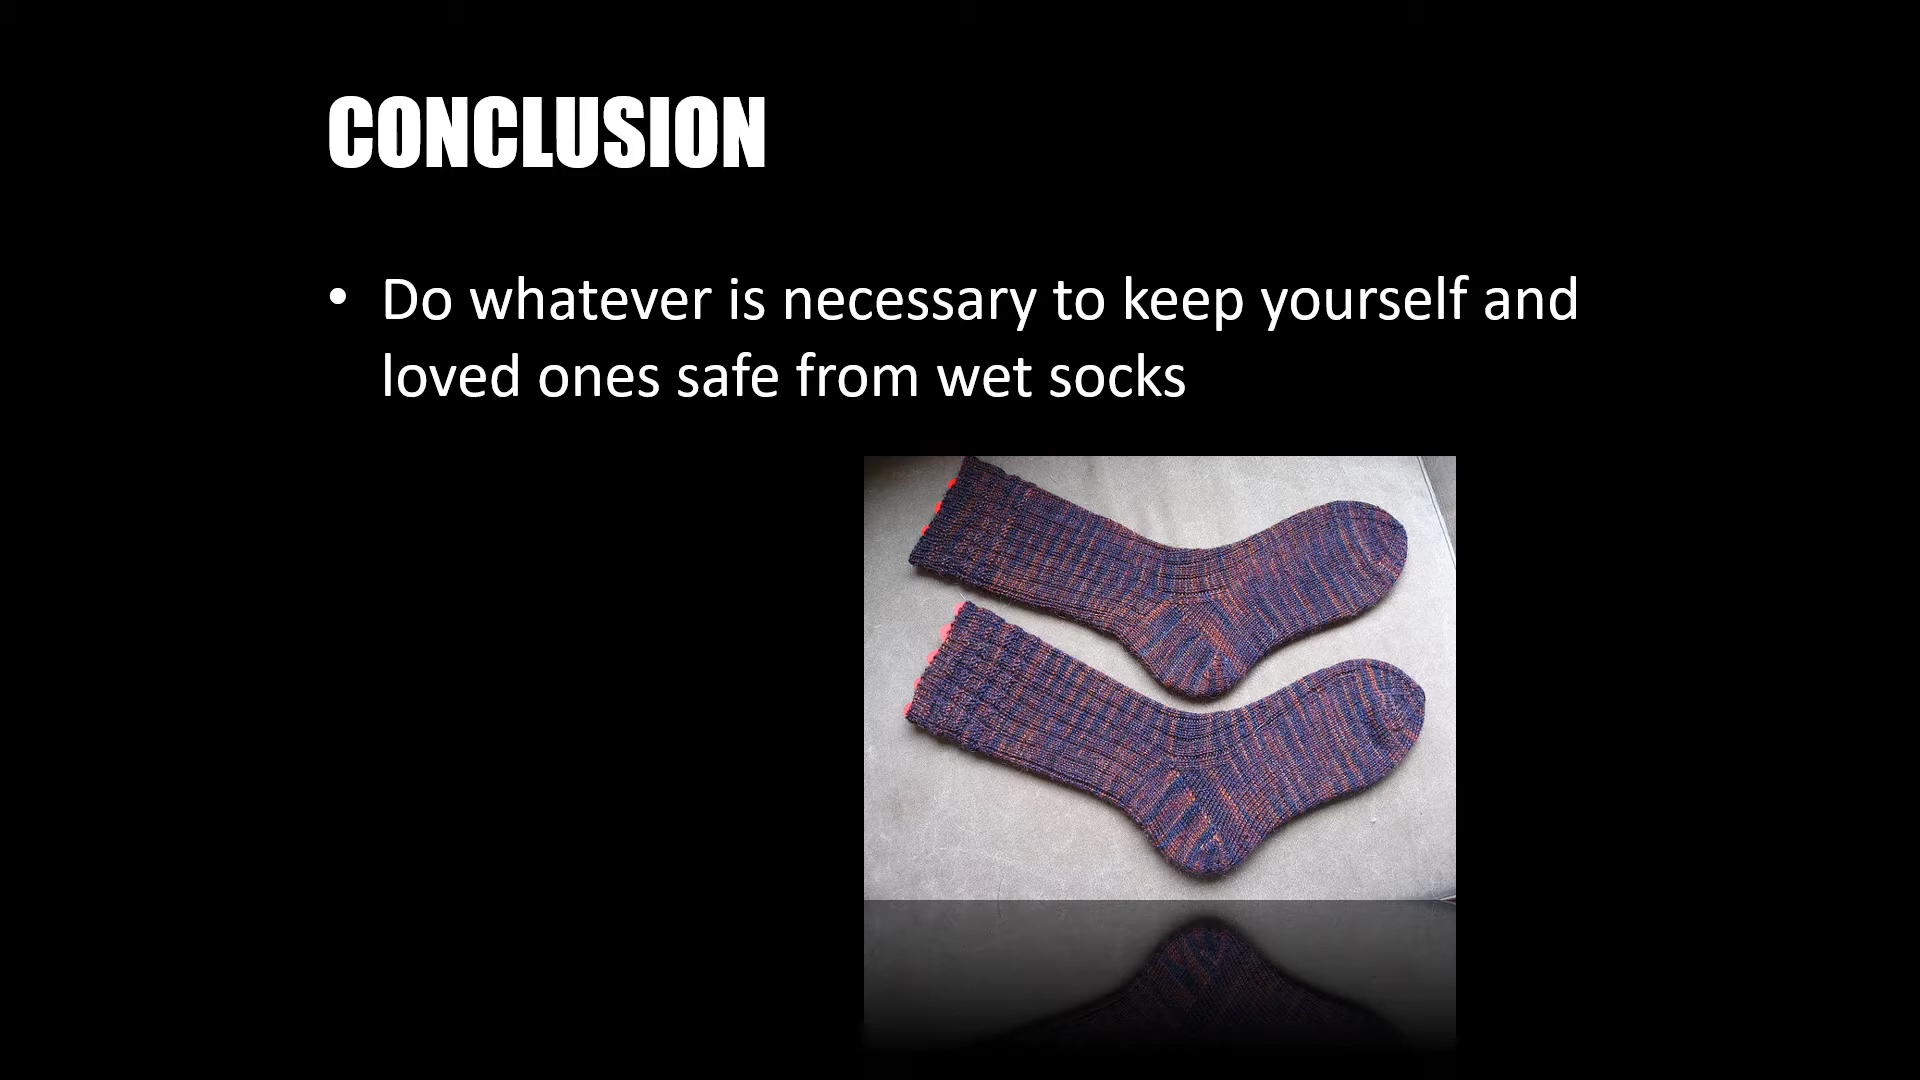 CONCLUSION
• Do whatever is necessary to keep yourself and
loved ones safe from wet socks